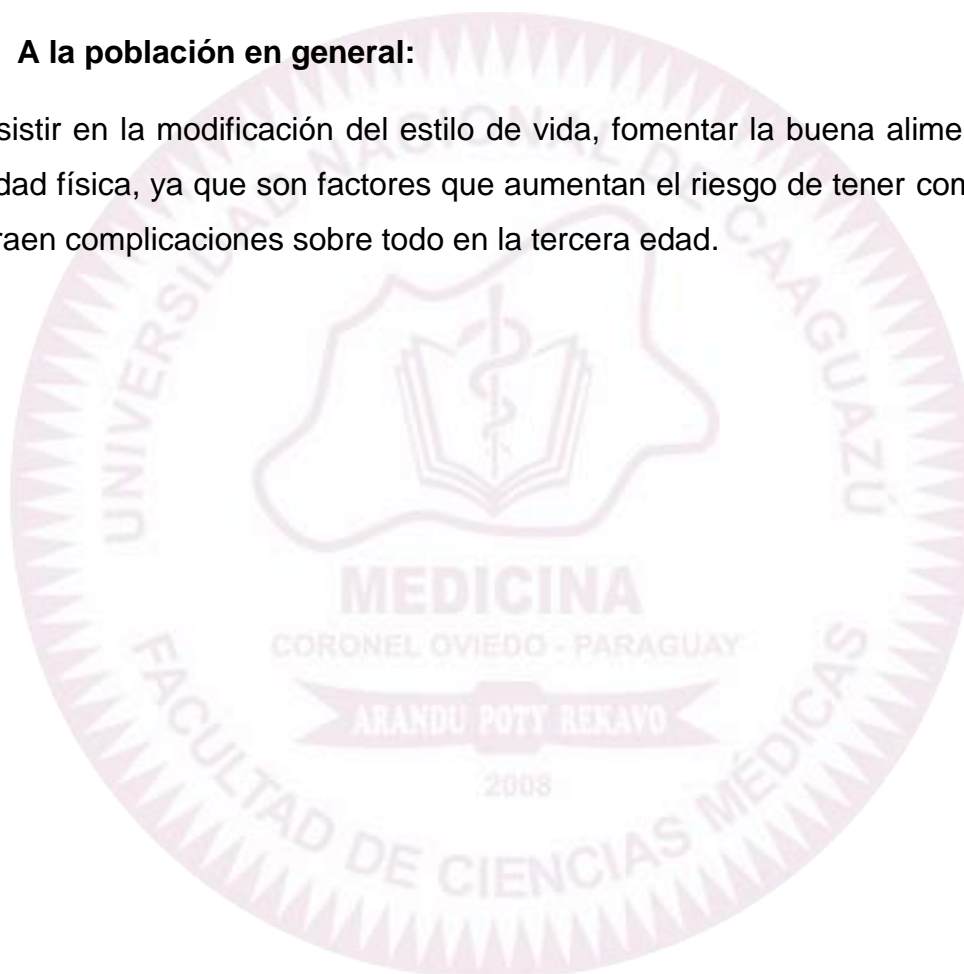 A la población en general:
sistir en la modificación del estilo de vida, fomentar la buena alime
dad física, ya que son factores que aumentan el riesgo de tener com
raen complicaciones sobre todo en la tercera edad.
UNIVERSIDAD NACIONAL DE CAAGUAZÚ
MEDICINA
CORONEL OVIEDO - PARAGUAY
ARANDU POTY REKAVO
2008
FACULTAD DE CIENCIAS MÉDICAS